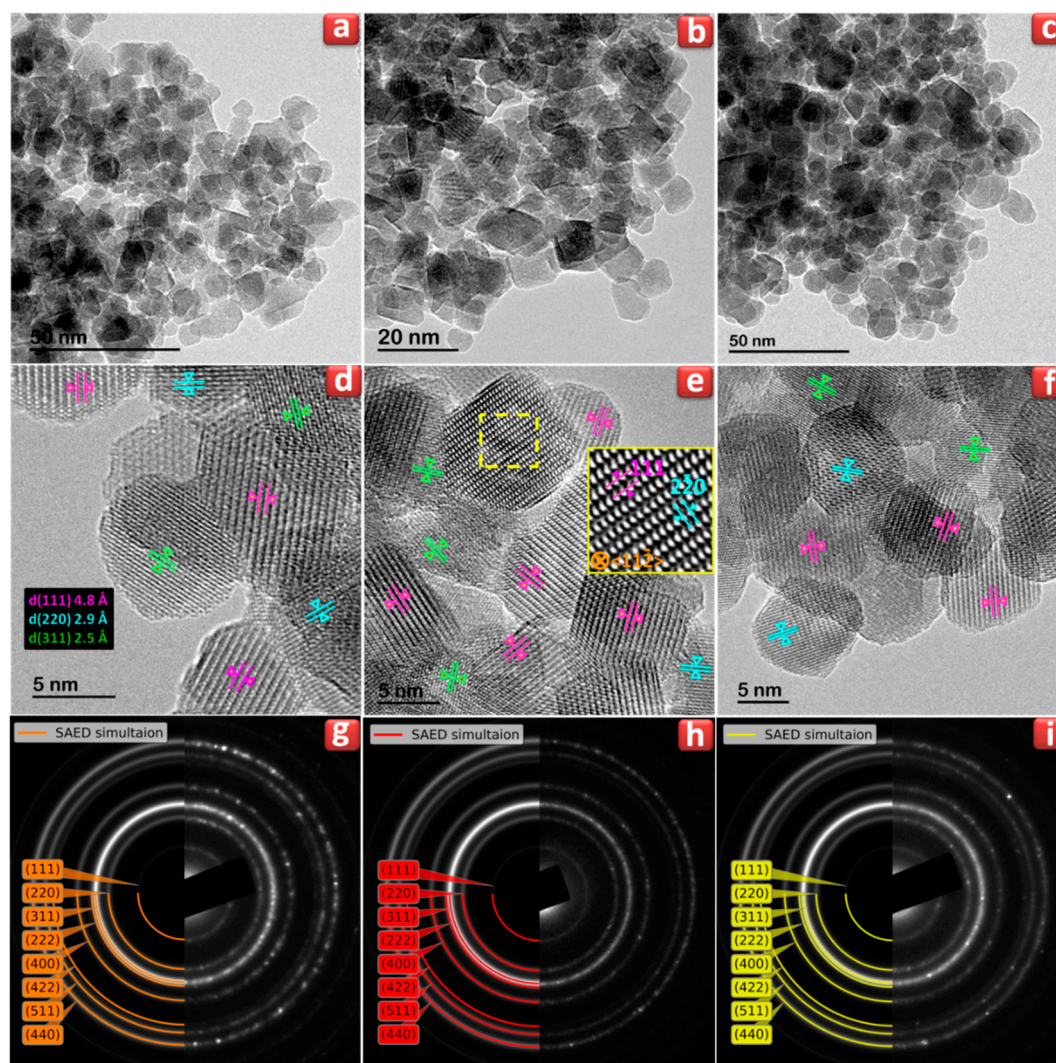 a
b
c
50 nm
20 nm
50 nm
d
e
f
111
220
<112̄>
d(111) 4.8 Å
d(220) 2.9 Å
d(311) 2.5 Å
5 nm
5 nm
5 nm
SAED simultaion
g
SAED simultaion
h
SAED simultaion
i
(111)
(220)
(311)
(222)
(400)
(422)
(511)
(440)
(111)
(220)
(311)
(222)
(400)
(422)
(511)
(440)
(111)
(220)
(311)
(222)
(400)
(422)
(511)
(440)